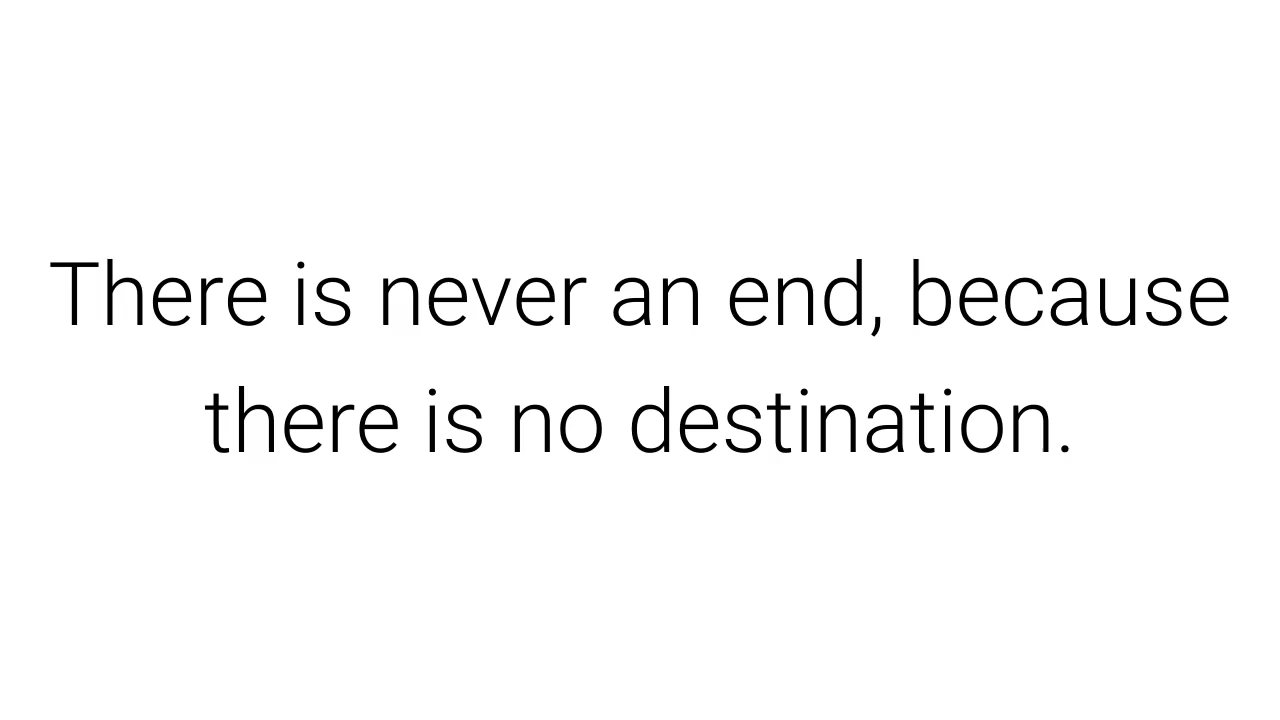 There is never an end, because
there is no destination.